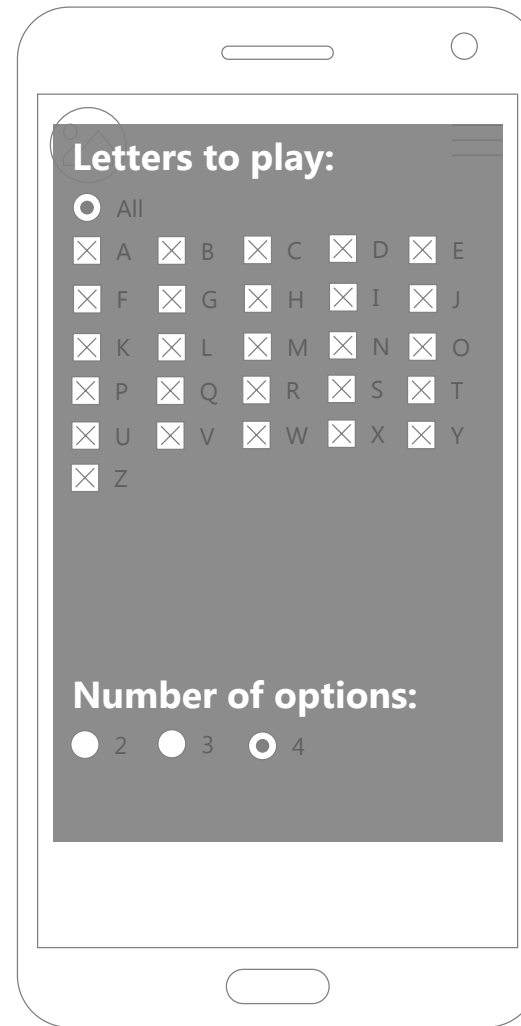 Letters to play:
All
A B C D E
F G H I J
K L M N O
P Q R S T
U V W X Y
Z
Number of options:
2 3 4